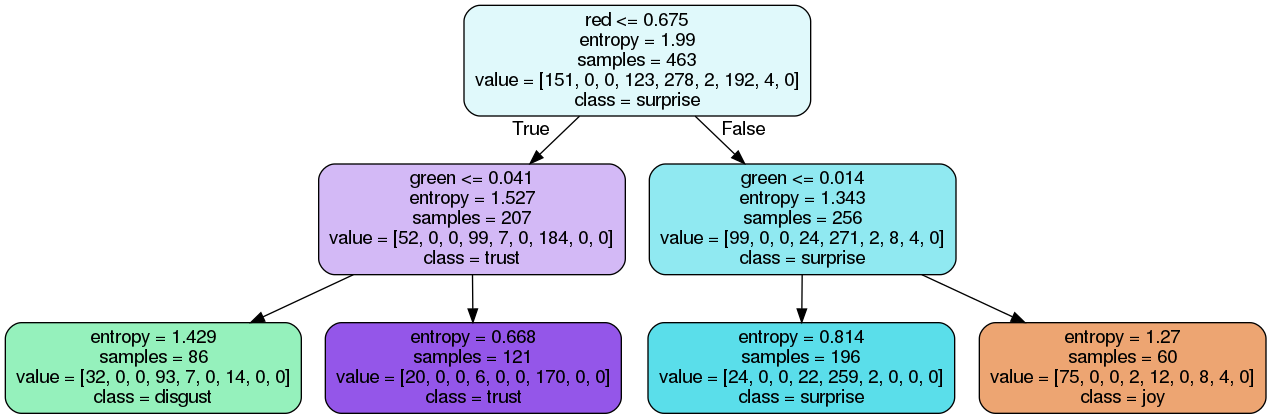 red <= 0.675
entropy = 1.99
samples = 463
value = [151, 0, 0, 123, 278, 2, 192, 4, 0]
class = surprise
True
False
green <= 0.041
entropy = 1.527
samples = 207
value = [52, 0, 0, 99, 7, 0, 184, 0, 0]
class = trust
green <= 0.014
entropy = 1.343
samples = 256
value = [99, 0, 0, 24, 271, 2, 8, 4, 0]
class = surprise
entropy = 1.429
samples = 86
value = [32, 0, 0, 93, 7, 0, 14, 0, 0]
class = disgust
entropy = 0.668
samples = 121
value = [20, 0, 0, 6, 0, 0, 170, 0, 0]
class = trust
entropy = 0.814
samples = 196
value = [24, 0, 0, 22, 259, 2, 0, 0, 0]
class = surprise
entropy = 1.27
samples = 60
value = [75, 0, 0, 2, 12, 0, 8, 4, 0]
class = joy